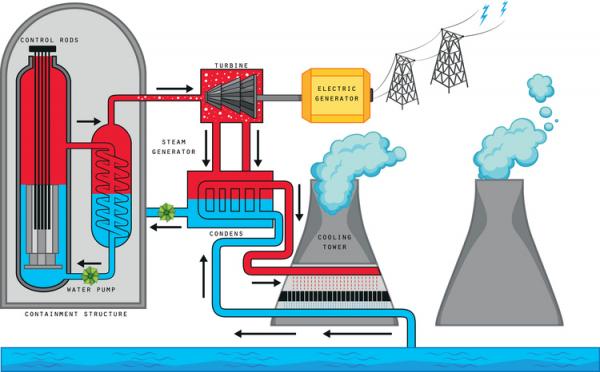 CONTROL RODS
TURBINE
ELECTRIC
GENERATOR
STEAM
GENERATOR
CONDENS
COOLING
TOWER
WATER PUMP
CONTAINMENT STRUCTURE